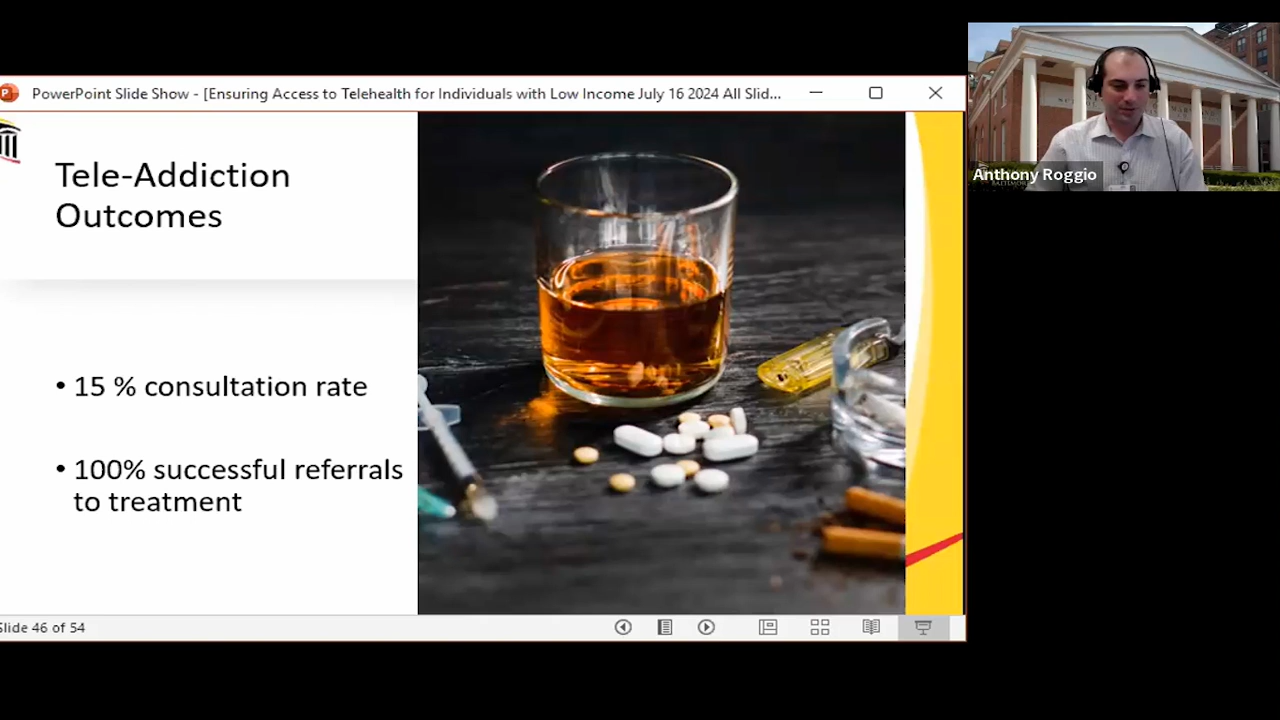 PowerPoint Slide Show - [Ensuring Access to Telehealth for Individuals with Low Income July 16 2024 All Slid...
Tele-Addiction
Outcomes
• 15 % consultation rate
• 100% successful referrals
to treatment
Slide 46 of 54
Anthony Roggio